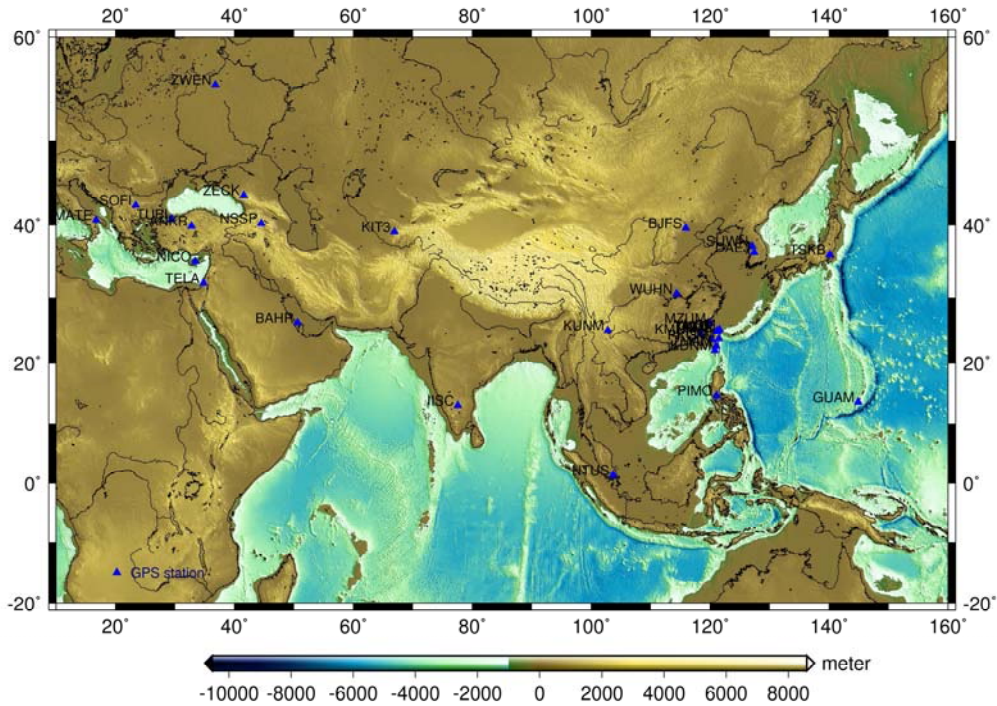 20° 40° 60° 80° 100° 120° 140° 160°
60° 60°
ZWEN
ZECK
SOFI
MATE
NSSP
KIT3
BJFS
40° 40°
ANKR
NICO
TELA
SUWN
TSKB
WUHN
BAHR
KUNM
MZUM
20° 20°
PIMO
GUAM
IISC
NTUS
0° 0°
GPS station
-20° -20°
20° 40° 60° 80° 100° 120° 140° 160°
meter
-10000 -8000 -6000 -4000 -2000 0 2000 4000 6000 8000